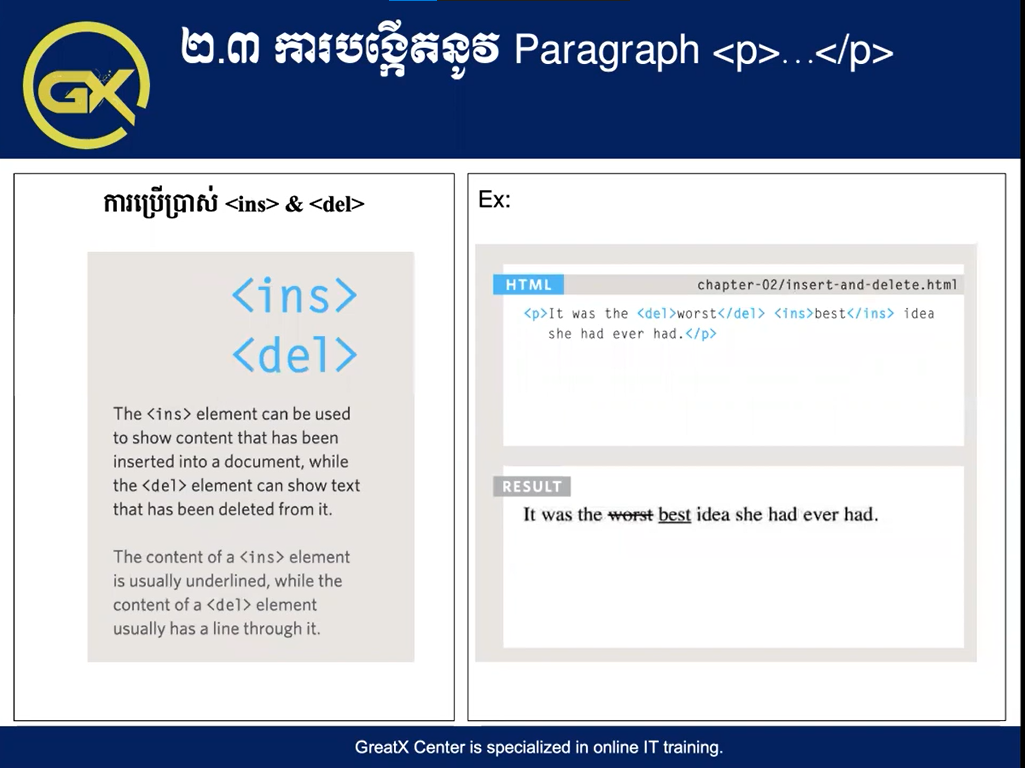 GX
២.៣ ការបង្កើតនូវ Paragraph <p>...</p>
ការប្រើប្រាស់ <ins> & <del>
<ins>
<del>
The <ins> element can be used
to show content that has been
inserted into a document, while
the <del> element can show text
that has been deleted from it.
The content of a <ins> element
is usually underlined, while the
content of a <del> element
usually has a line through it.
Ex:
HTML chapter-02/insert-and-delete.html
<p>It was the <del>worst</del> <ins>best</ins> idea
she had ever had.</p>
RESULT
It was the worst best idea she had ever had.
GreatX Center is specialized in online IT training.